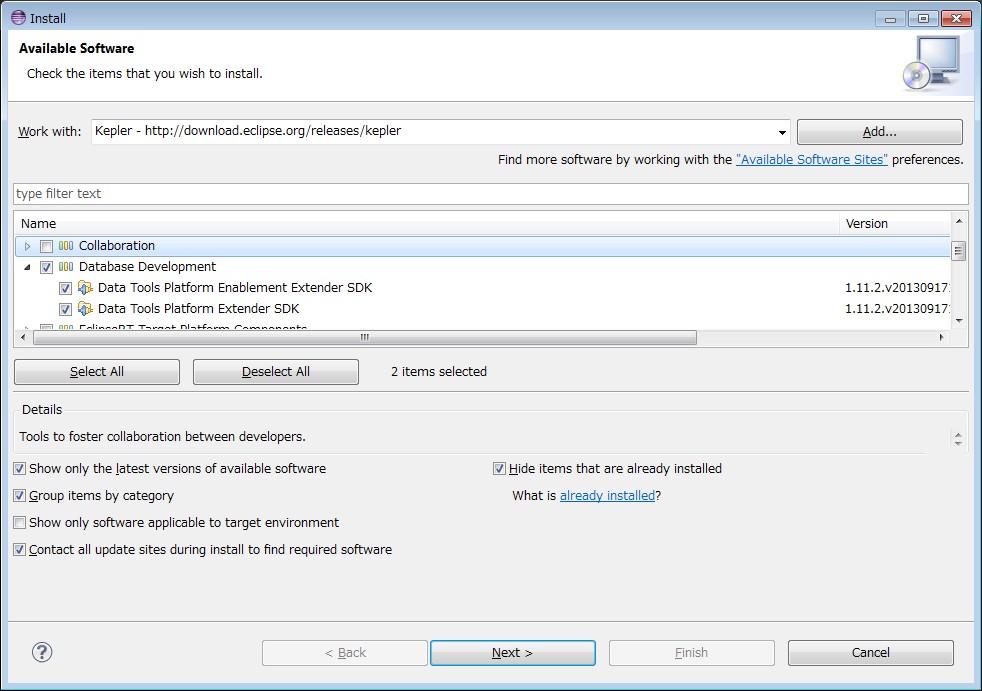 Install
Available Software
Check the items that you wish to install.
Work with: Kepler - http://download.eclipse.org/releases/kepler Add...
Find more software by working with the "Available Software Sites" preferences.
type filter text
Name Version
Collaboration
Database Development
Data Tools Platform Enablement Extender SDK 1.11.2.v20130917
Data Tools Platform Extender SDK 1.11.2.v20130917
EclipseRT Target Platform Components
Select All Deselect All 2 items selected
Details
Tools to foster collaboration between developers.
Show only the latest versions of available software Hide items that are already installed
Group items by category What is already installed?
Show only software applicable to target environment
Contact all update sites during install to find required software
? < Back Next > Finish Cancel